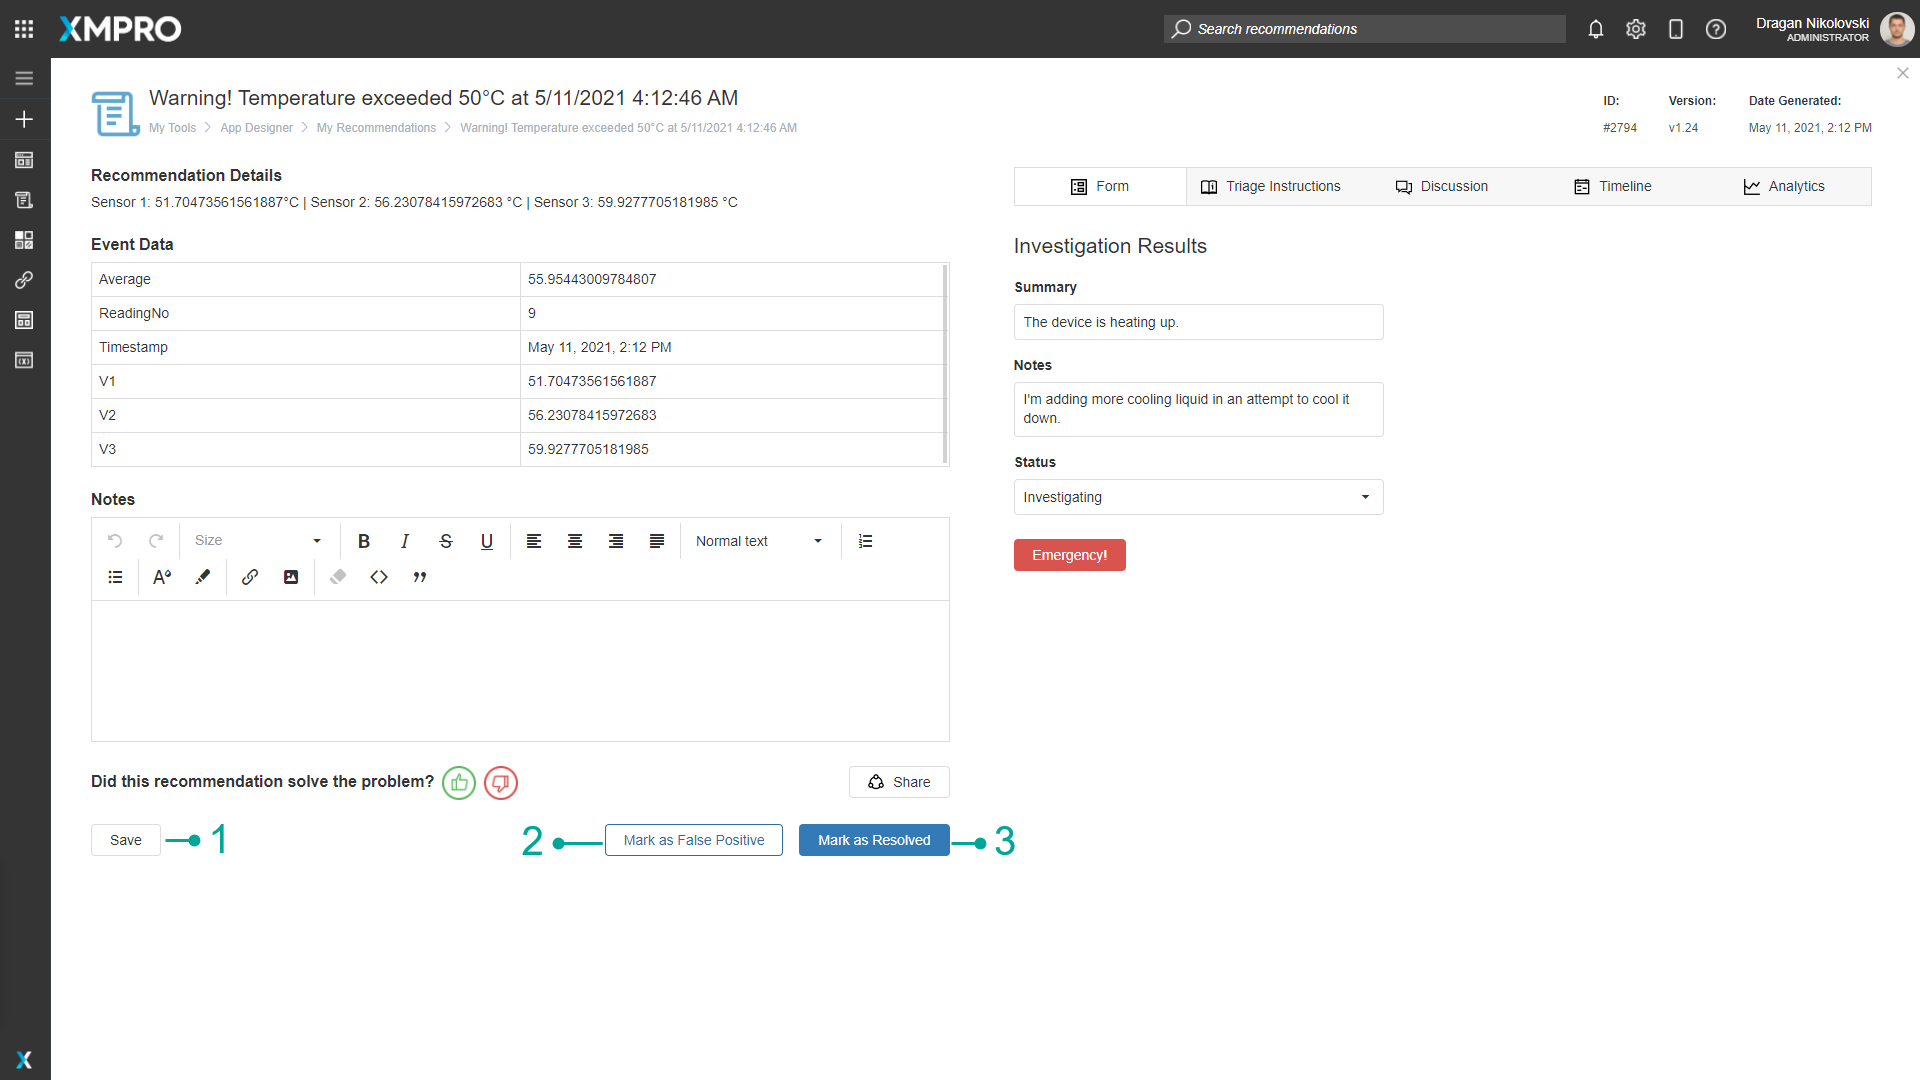 XMPRO
Search recommendations
Dragan Nikolovski
ADMINISTRATOR
Warning! Temperature exceeded 50°C at 5/11/2021 4:12:46 AM
My Tools App Designer My Recommendations Warning! Temperature exceeded 50°C at 5/11/2021 4:12:46 AM
ID: Version: Date Generated:
#2794 v1.24 May 11, 2021, 2:12 PM
Recommendation Details
Sensor 1: 51.70473561561887°C | Sensor 2: 56.23078415972683 °C | Sensor 3: 59.9277705181985 °C
Event Data
Average 55.95443009784807
ReadingNo 9
Timestamp May 11, 2021, 2:12 PM
V1 51.70473561561887
V2 56.23078415972683
V3 59.9277705181985
Notes
Size Normal text
Did this recommendation solve the problem? Share
Save 1 2 Mark as False Positive Mark as Resolved 3
Form Triage Instructions Discussion Timeline Analytics
Investigation Results
Summary
The device is heating up.
Notes
I'm adding more cooling liquid in an attempt to cool it
down.
Status
Investigating
Emergency!